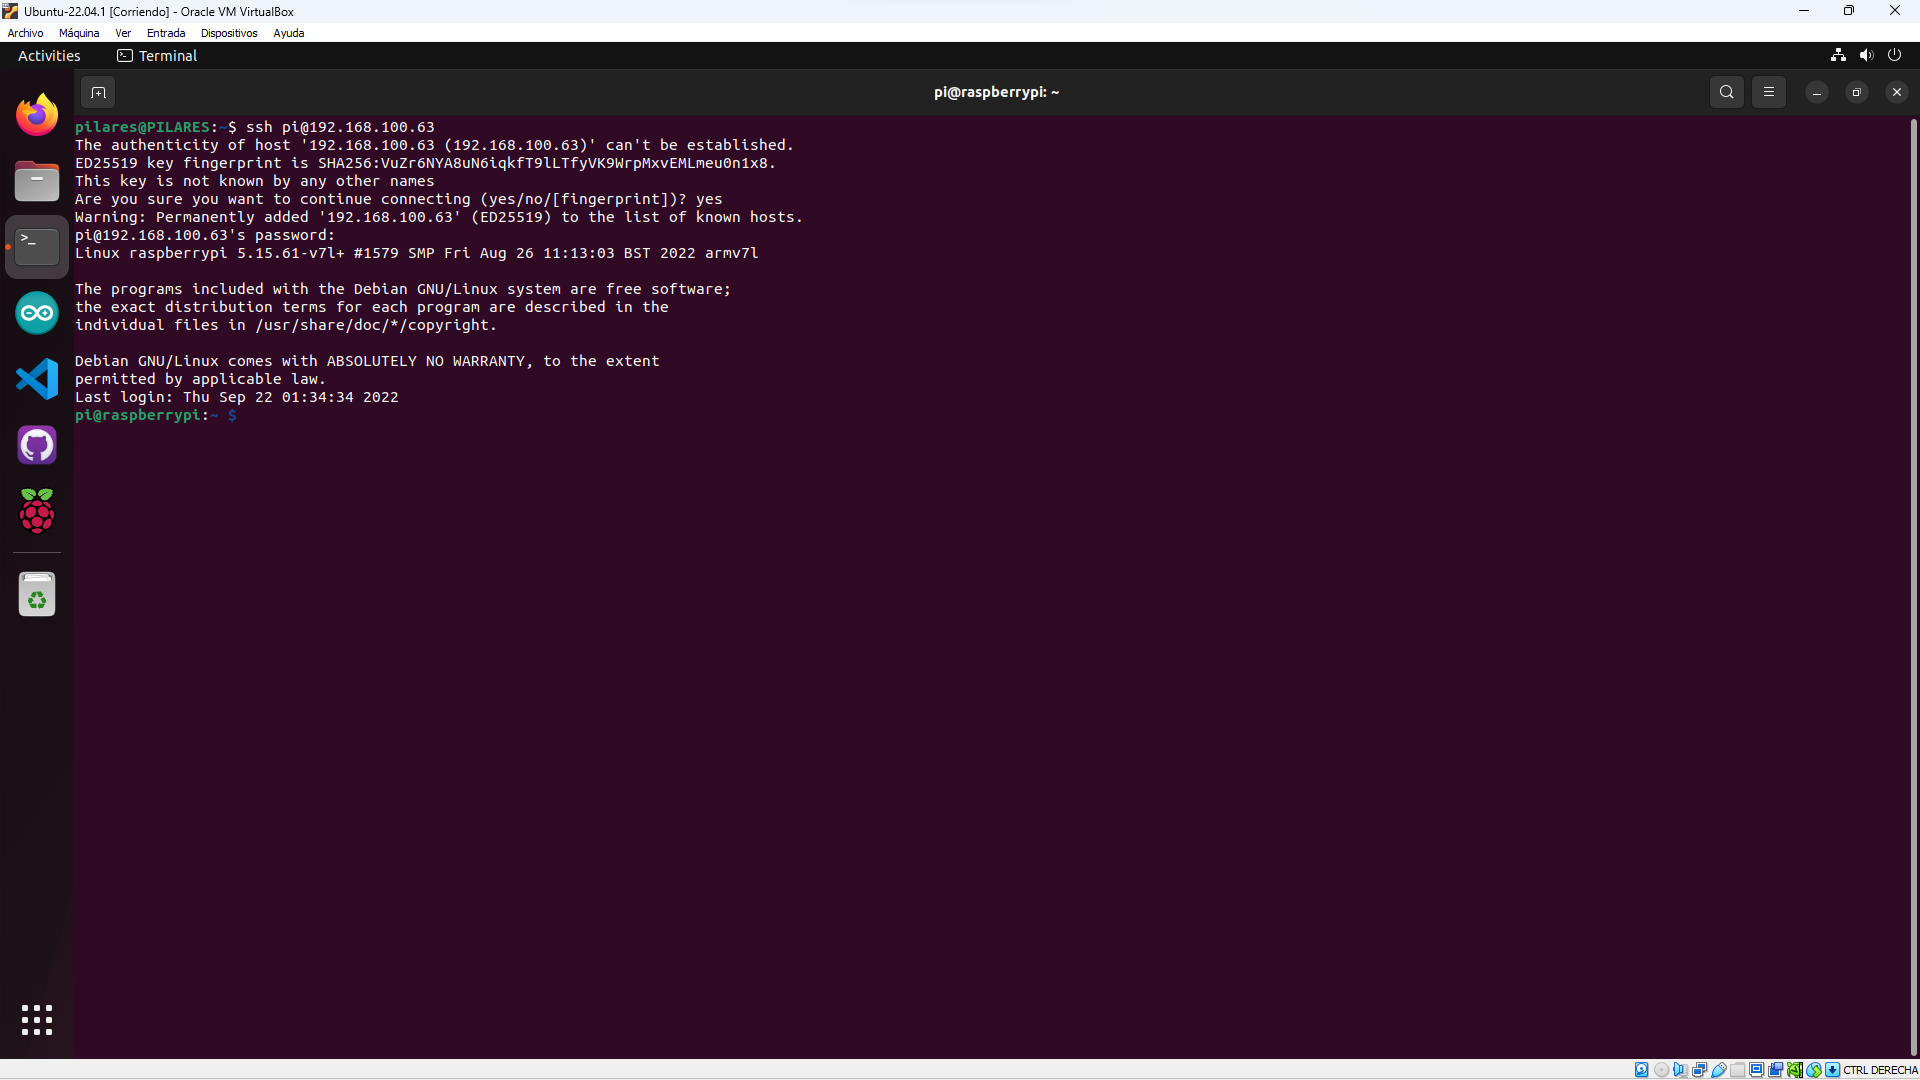 Ubuntu-22.04.1 [Corriendo] - Oracle VM VirtualBox
Archivo Máquina Ver Entrada Dispositivos Ayuda
Activities Terminal
pi@raspberrypi: ~
pilares@PILARES:~$ ssh pi@192.168.100.63
The authenticity of host '192.168.100.63 (192.168.100.63)' can't be established.
ED25519 key fingerprint is SHA256:VuZr6NYA8uN6iqkfT9lLTfyVK9WrpMxvEMLmeu0n1x8.
This key is not known by any other names
Are you sure you want to continue connecting (yes/no/[fingerprint])? yes
Warning: Permanently added '192.168.100.63' (ED25519) to the list of known hosts.
pi@192.168.100.63's password:
Linux raspberrypi 5.15.61-v7l+ #1579 SMP Fri Aug 26 11:13:03 BST 2022 armv7l
The programs included with the Debian GNU/Linux system are free software;
the exact distribution terms for each program are described in the
individual files in /usr/share/doc/*/copyright.
Debian GNU/Linux comes with ABSOLUTELY NO WARRANTY, to the extent
permitted by applicable law.
Last login: Thu Sep 22 01:34:34 2022
pi@raspberrypi:~ $
CTRL DERECHA